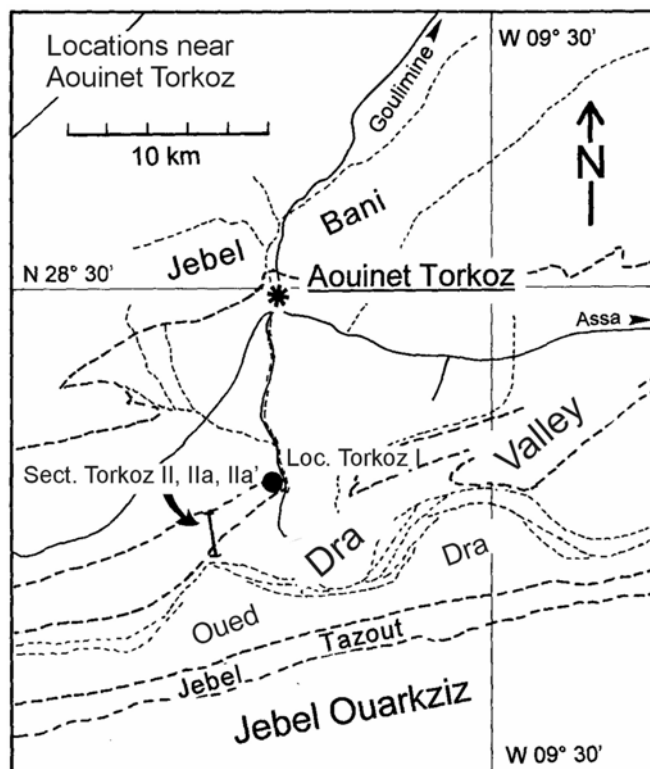 Locations near
Aouinet Torkoz
10 km
W 09° 30'
Goulimine
N
Bani
Jebel
N 28° 30'
Aouinet Torkoz
Assa
Valley
Sect. Torkoz II, IIa, IIa'
Loc. Torkoz I
Dra
Dra
Oued
Tazout
Jebel
Jebel Ouarkziz
W 09° 30'